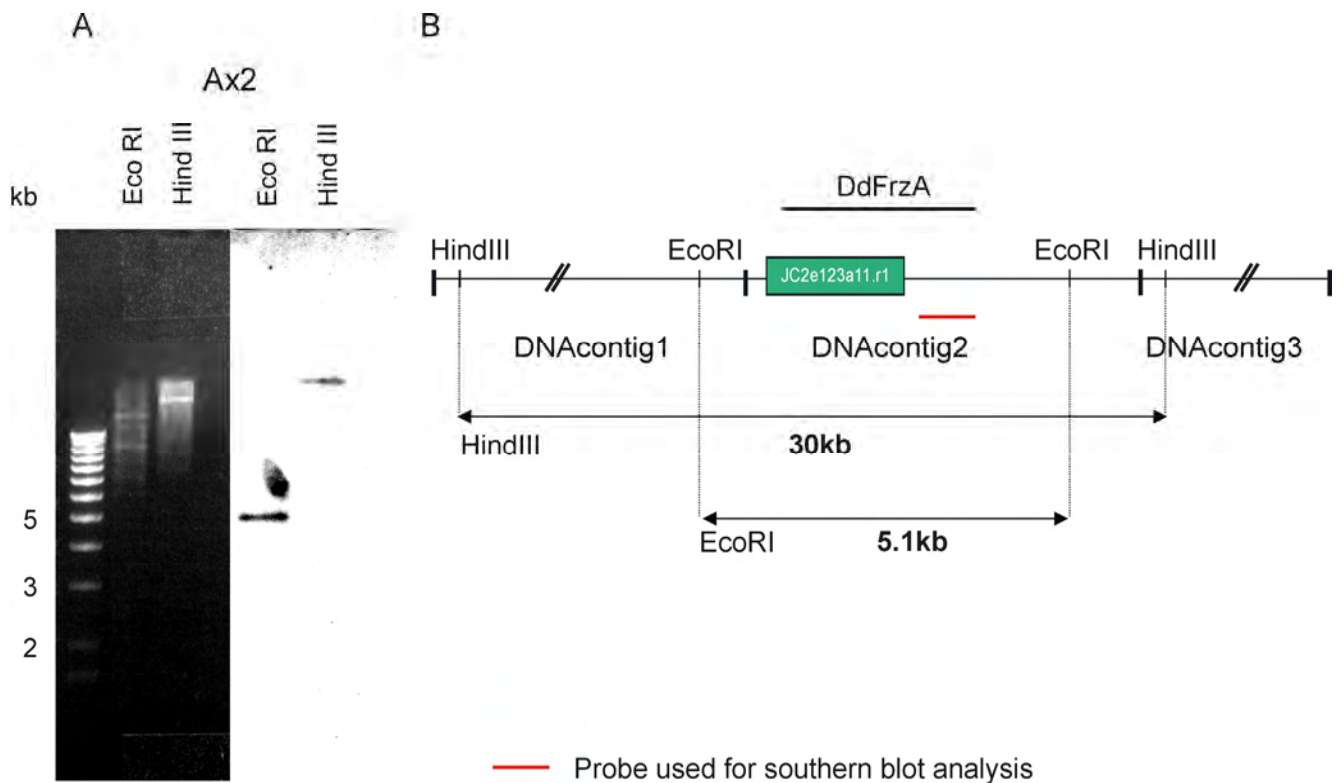 A
Ax2
Eco RI
Hind III
Eco RI
Hind III
kb
5
3
2
B
DdFrzA
HindIII
EcoRI
JC2e123a11.r1
EcoRI
HindIII
DNAcontig1
DNAcontig2
DNAcontig3
HindIII
30kb
EcoRI
5.1kb
Probe used for southern blot analysis